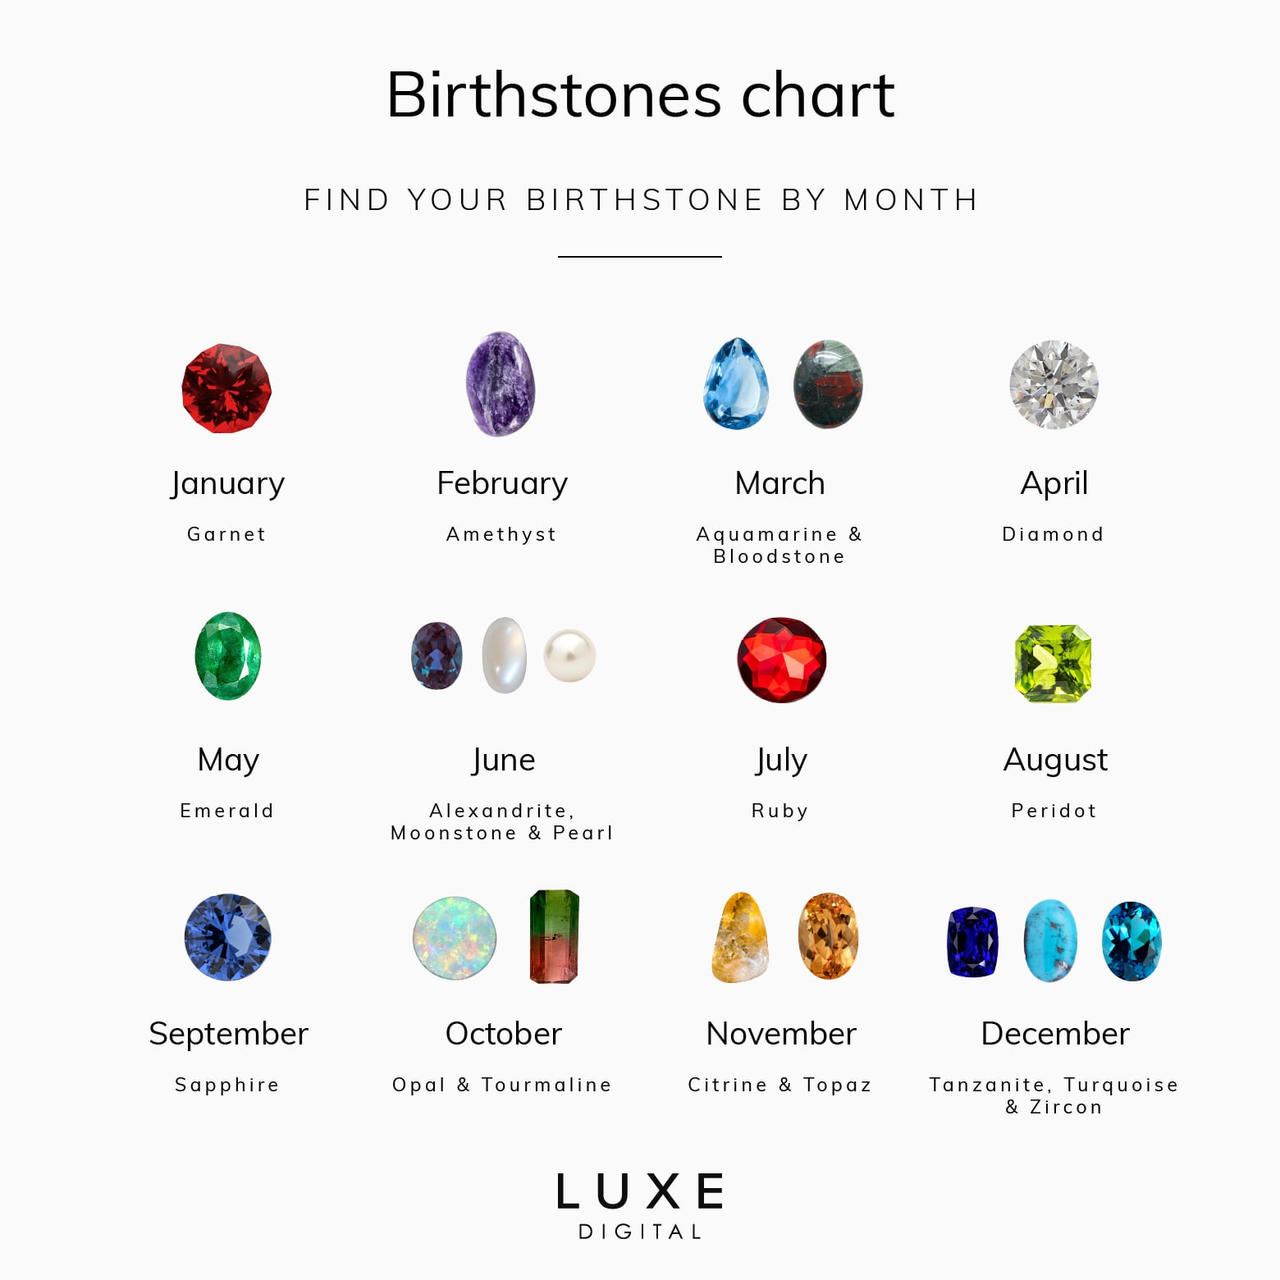 Birthstones chart
FIND YOUR BIRTHSTONE BY MONTH
January
Garnet
February
Amethyst
March
Aquamarine &
Bloodstone
April
Diamond
May
Emerald
June
Alexandrite,
Moonstone & Pearl
July
Ruby
August
Peridot
September
Sapphire
October
Opal & Tourmaline
November
Citrine & Topaz
December
Tanzanite, Turquoise
& Zircon
LUXE
DIGITAL